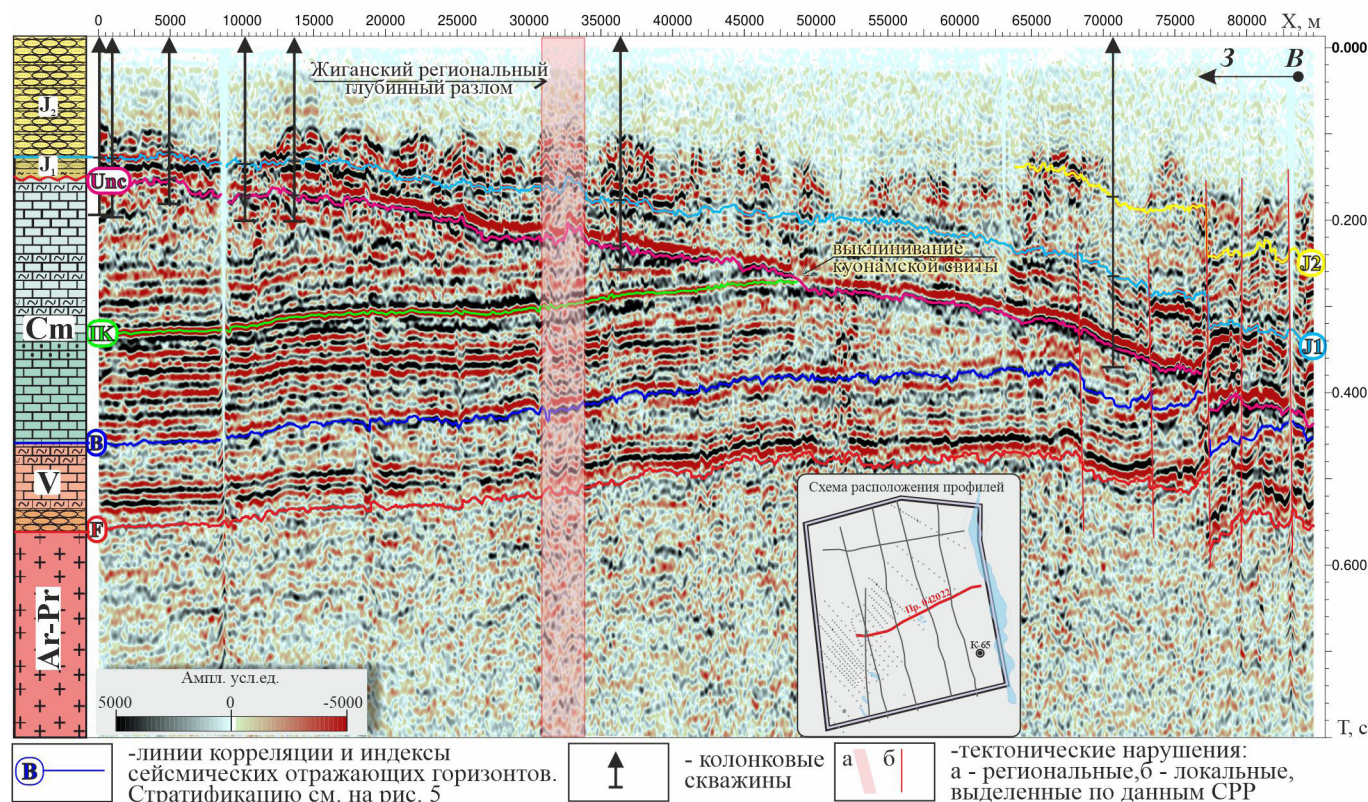 0 5000 10000 15000 20000 25000 30000 35000 40000 45000 50000 55000 60000 65000 70000 75000 80000 X, м
0.000
З В
Жиганский региональный
глубинный разлом
J₂
J₁
Unc
0.200
выклинивание
куонамской свиты
J2
Cm
IK
J1
0.400
B
V
Схема расположения профилей
F
0.600
Пр. 042022
Ar-Pr
К-65
Ампл. усл.ед.
5000 0 -5000
T, с
B
-линии корреляции и индексы
сейсмических отражающих горизонтов.
Стратификацию см. на рис. 5
- колонковые
скважины
а б
-тектонические нарушения:
а - региональные,б - локальные,
выделенные по данным СРР